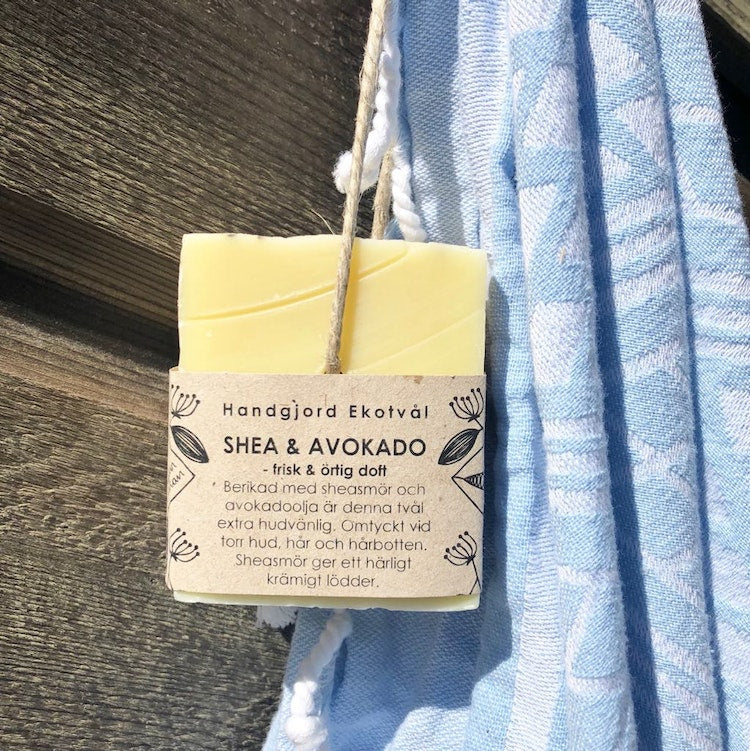 Handgjord Ekotvål
SHEA & AVOKADO
- frisk & örtig doft
Berikad med sheasmör och
avokadoolja är denna tvål
extra hudvänlig. Omtyckt vid
torr hud, hår och hårbotten.
Sheasmör ger ett härligt
krämigt lödder.